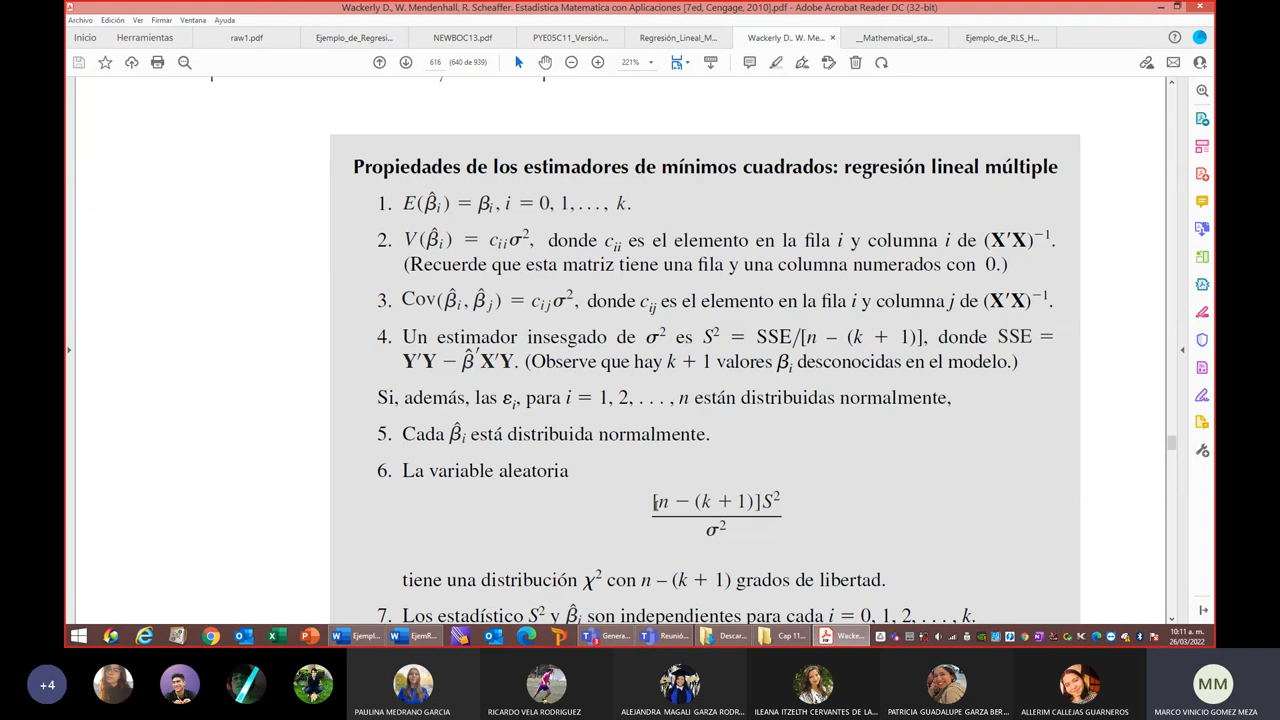 Wackerly D., W. Mendenhall, R. Scheaffer. Estadística Matematica con Aplicaciones [7ed, Cengage, 2010].pdf - Adobe Acrobat Reader DC (32-bit)
Archivo Edición Ver Firmar Ventana Ayuda
Inicio Herramientas raw1.pdf Ejemplo_de_Regresi... NEWBOC13.pdf PYE05C11_Versión... Regresión_Lineal_M... Wackerly D., W. Me... × __Mathematical_sta... Ejemplo_de_RLS_H...
616 (640 de 939) 221%
Propiedades de los estimadores de mínimos cuadrados: regresión lineal múltiple
1. E(β̂i) = βi, i = 0, 1, . . . , k.
2. V(β̂i) = ciiσ², donde cii es el elemento en la fila i y columna i de (X′X)⁻¹.
(Recuerde que esta matriz tiene una fila y una columna numerados con 0.)
3. Cov(β̂i, β̂j) = cijσ², donde cij es el elemento en la fila i y columna j de (X′X)⁻¹.
4. Un estimador insesgado de σ² es S² = SSE/[n – (k + 1)], donde SSE =
Y′Y − β̂′X′Y. (Observe que hay k + 1 valores βi desconocidas en el modelo.)
Si, además, las εi, para i = 1, 2, . . . , n están distribuidas normalmente,
5. Cada β̂i está distribuida normalmente.
6. La variable aleatoria
[n − (k + 1)]S²
σ²
tiene una distribución χ² con n – (k + 1) grados de libertad.
7. Los estadístico S² y β̂i son independientes para cada i = 0, 1, 2, . . . , k.
Ejempl... EjemR... Genera... Reunió... Descar... Cap 11... Wacke... 10:11 a. m.
26/03/2022
+4 MM
PAULINA MEDRANO GARCIA RICARDO VELA RODRIGUEZ ALEJANDRA MAGALI GARZA RODR... ILEANA ITZELTH CERVANTES DE LA... PATRICIA GUADALUPE GARZA BER... ALLERIM CALLEJAS GUARNEROS MARCO VINICIO GOMEZ MEZA